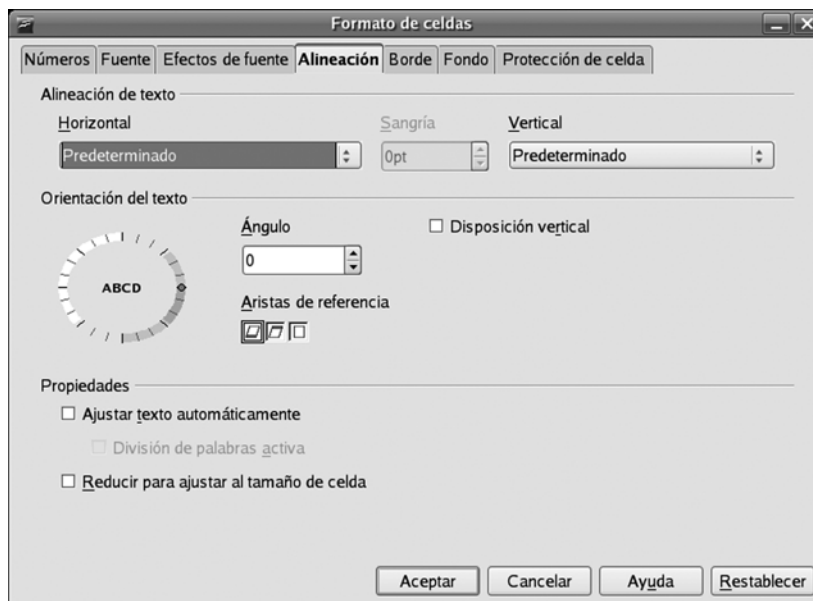 Formato de celdas
Números Fuente Efectos de fuente Alineación Borde Fondo Protección de celda
Alineación de texto
Horizontal Sangría Vertical
Predeterminado 0pt Predeterminado
Orientación del texto
Ángulo Disposición vertical
0
ABCD
Aristas de referencia
Propiedades
Ajustar texto automáticamente
División de palabras activa
Reducir para ajustar al tamaño de celda
Aceptar Cancelar Ayuda Restablecer